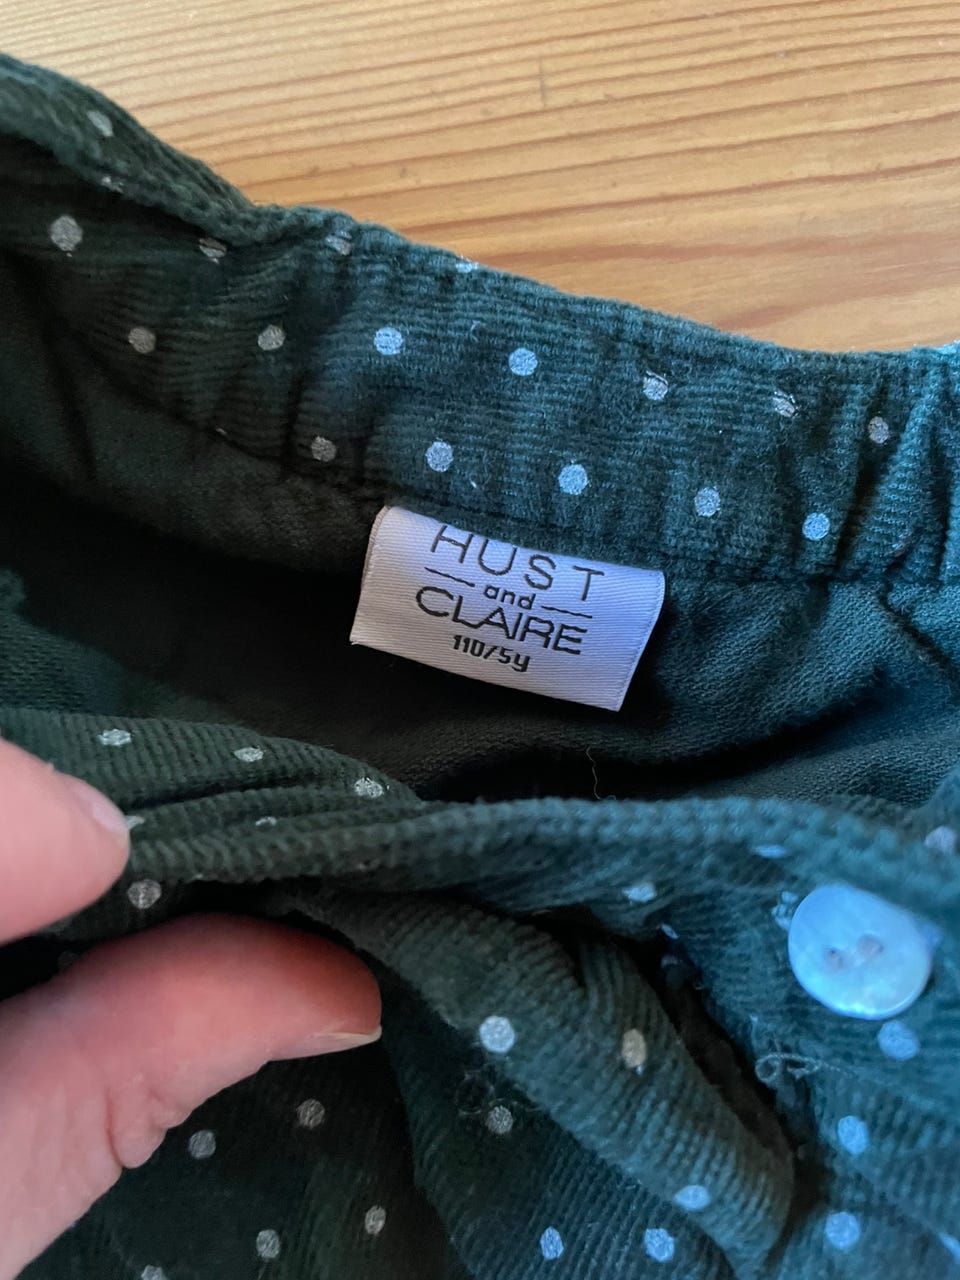 HUST
and
CLAIRE
110/5y